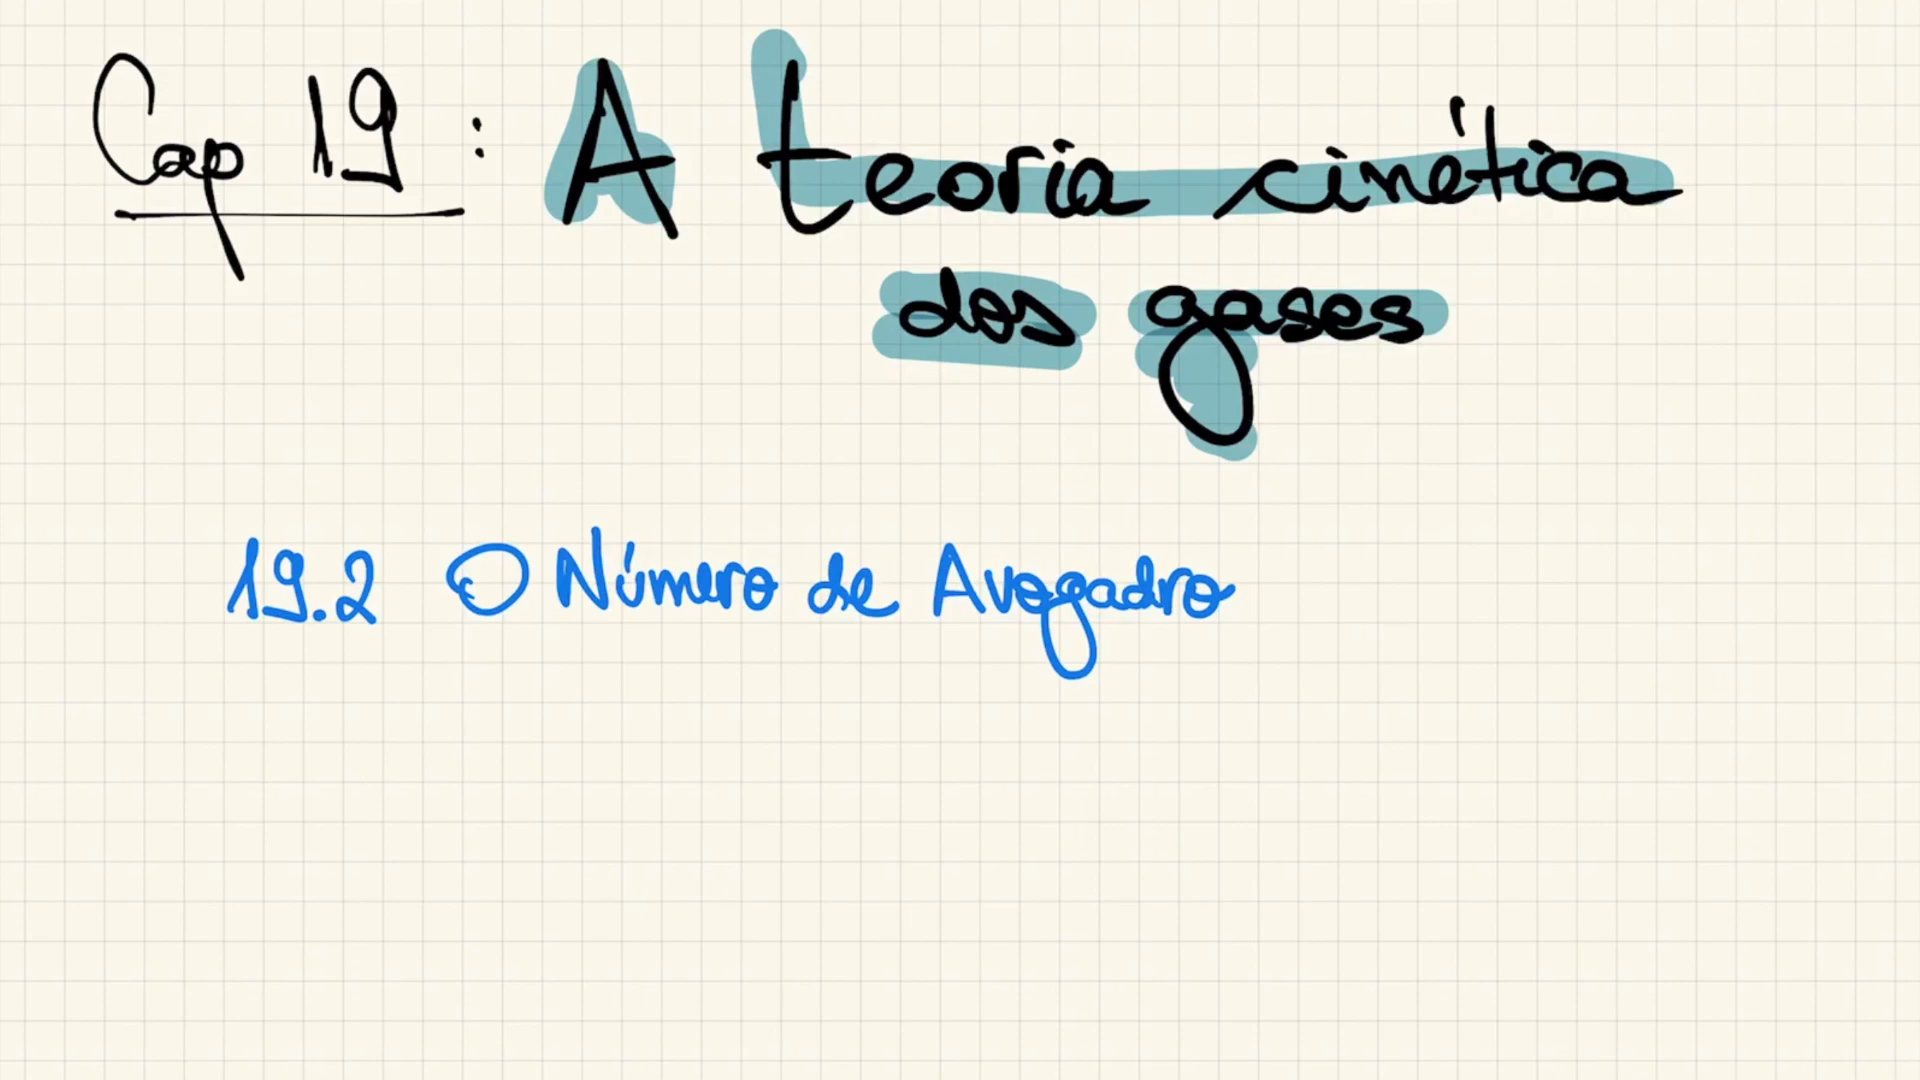 Cap 19: A teoria cinética
dos gases
19.2 O Número de Avogadro